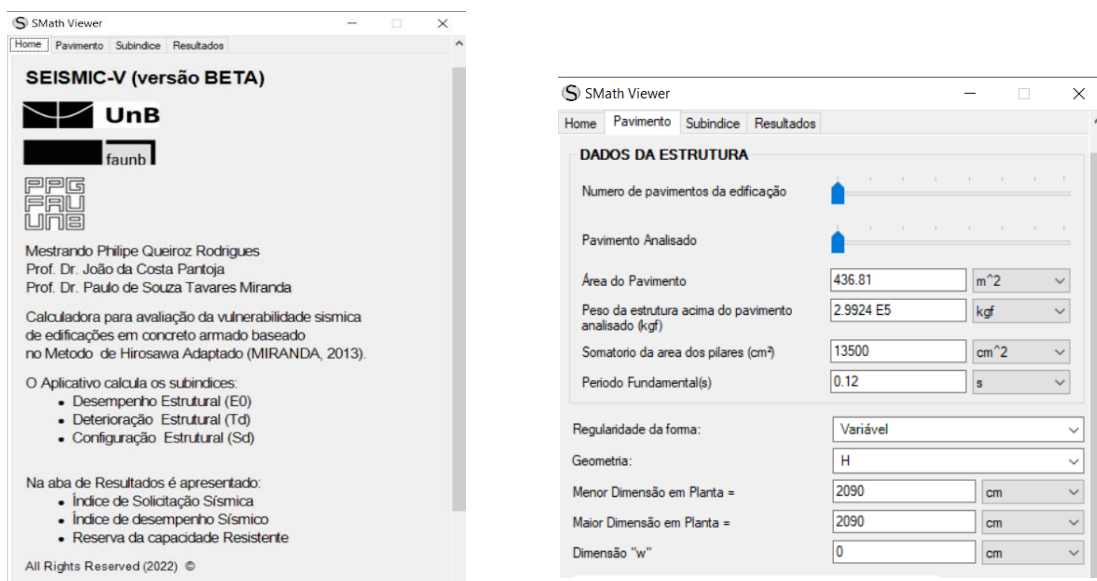 SMath Viewer
Home Pavimento Subindice Resultados
SEISMIC-V (versão BETA)
UnB
faunb
PPG
FAU
UNB
Mestrando Philipe Queiroz Rodrigues
Prof. Dr. João da Costa Pantoja
Prof. Dr. Paulo de Souza Tavares Miranda
Calculadora para avaliação da vulnerabilidade sismica
de edificações em concreto armado baseado
no Metodo de Hirosawa Adaptado (MIRANDA, 2013).
O Aplicativo calcula os subindices:
• Desempenho Estrutural (E0)
• Deterioração Estrutural (Td)
• Configuração Estrutural (Sd)
Na aba de Resultados é apresentado:
• Índice de Solicitação Sísmica
• Índice de desempenho Sísmico
• Reserva da capacidade Resistente
All Rights Reserved (2022) ©
SMath Viewer
Home Pavimento Subindice Resultados
DADOS DA ESTRUTURA
Numero de pavimentos da edificação
Pavimento Analisado
Área do Pavimento 436.81 m^2
Peso da estrutura acima do pavimento
analisado (kgf) 2.9924 E5 kgf
Somatorio da area dos pilares (cm²) 13500 cm^2
Periodo Fundamental(s) 0.12 s
Regularidade da forma: Variável
Geometria: H
Menor Dimensão em Planta = 2090 cm
Maior Dimensão em Planta = 2090 cm
Dimensão "w" 0 cm